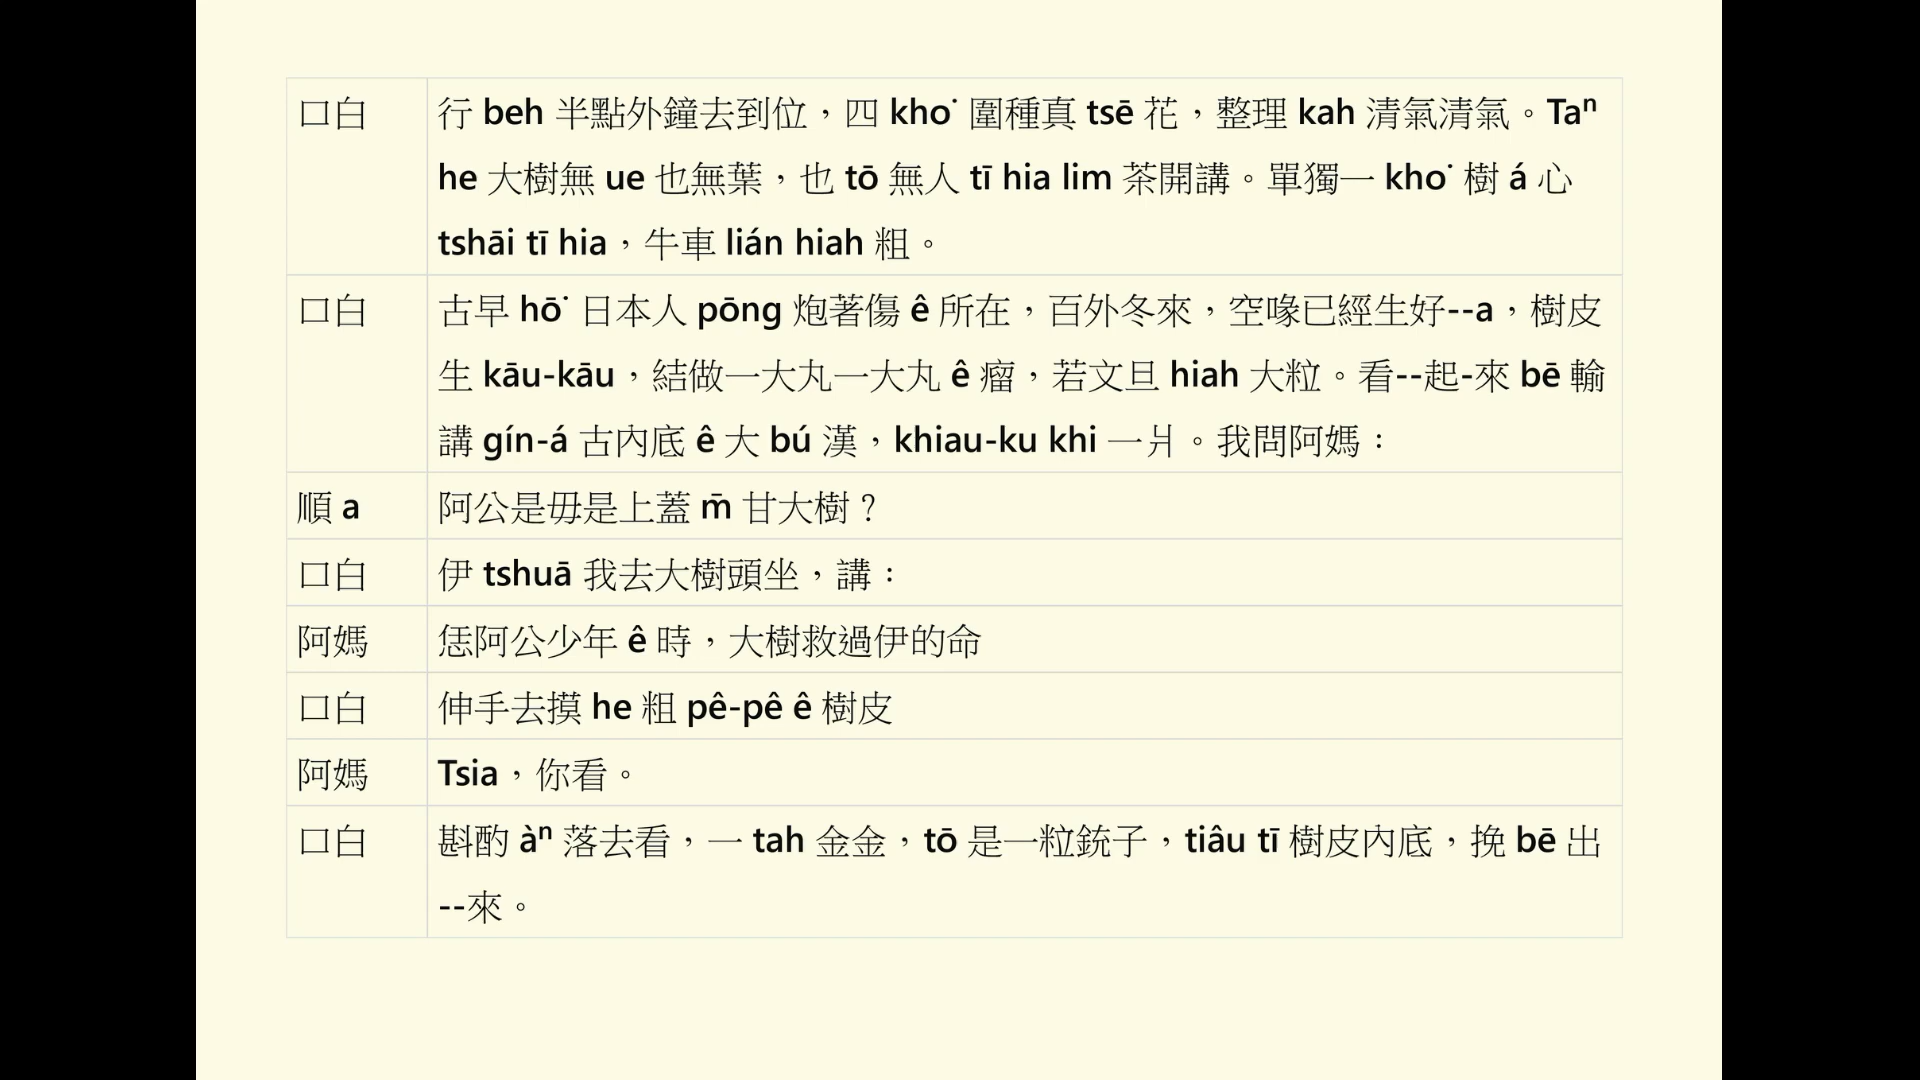 口白 行 beh 半點外鐘去到位，四 kho͘ 圍種真 tsē 花，整理 kah 清氣清氣。Taⁿ
he 大樹無 ue 也無葉，也 tō 無人 tī hia lim 茶開講。單獨一 kho͘ 樹 á 心
tshāi tī hia，牛車 lián hiah 粗。
口白 古早 hō͘ 日本人 pōng 炮著傷 ê 所在，百外冬來，空喙已經生好--a，樹皮
生 kāu-kāu，結做一大丸一大丸 ê 瘤，若文旦 hiah 大粒。看--起-來 bē 輸
講 gín-á 古內底 ê 大 bú 漢，khiau-ku khi 一爿。我問阿媽：
順 a 阿公是毋是上蓋 m̄ 甘大樹？
口白 伊 tshuā 我去大樹頭坐，講：
阿媽 恁阿公少年 ê 時，大樹救過伊的命
口白 伸手去摸 he 粗 pê-pê ê 樹皮
阿媽 Tsia，你看。
口白 斟酌 àⁿ 落去看，一 tah 金金，tō 是一粒銃子，tiâu tī 樹皮內底，挽 bē 出
--來。